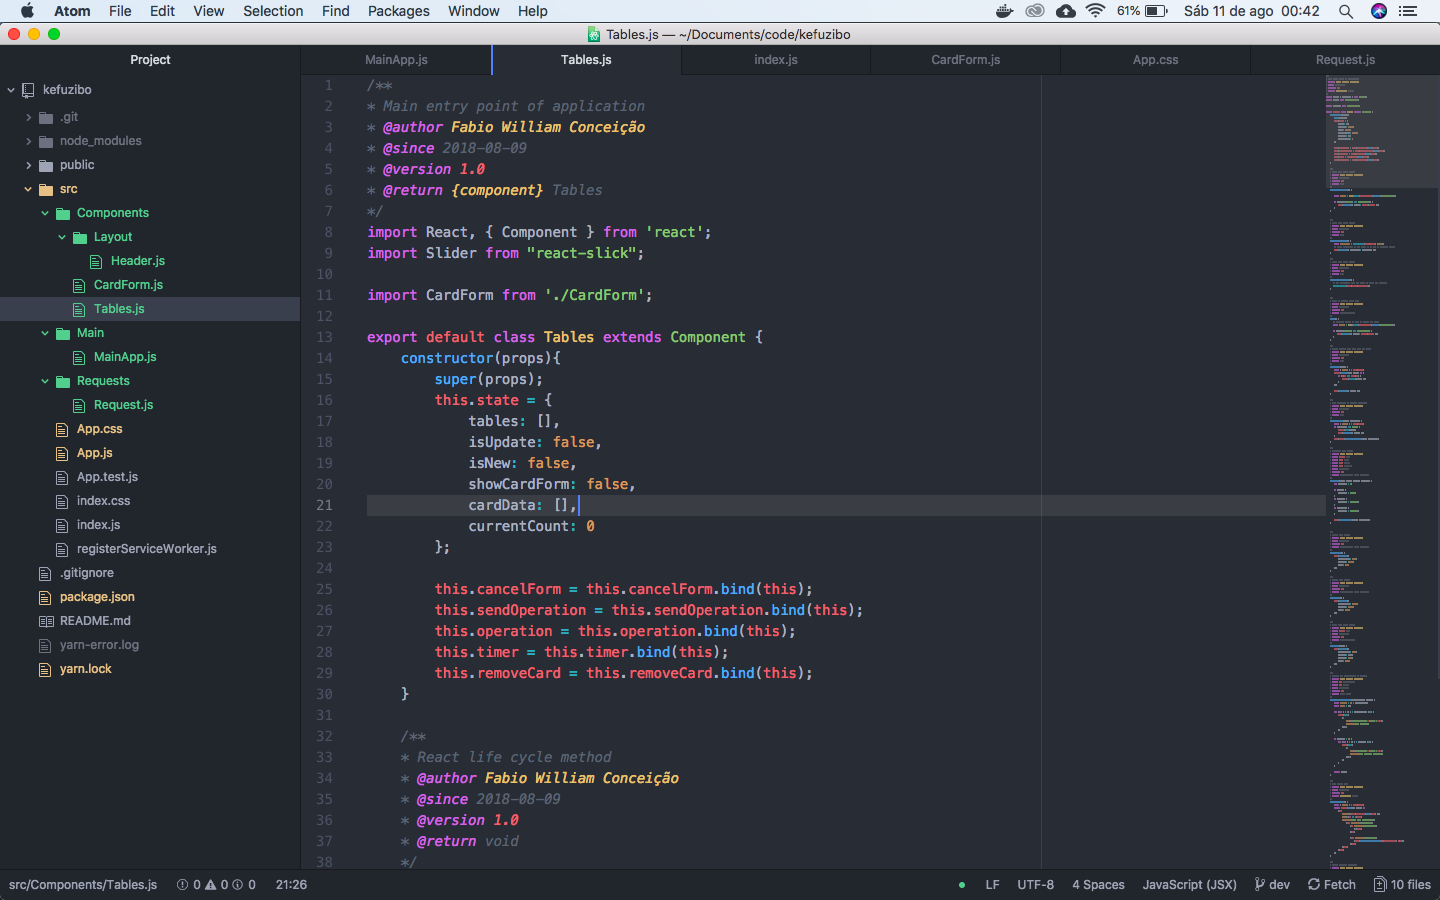 Atom File Edit View Selection Find Packages Window Help 61% Sáb 11 de ago 00:42
Tables.js — ~/Documents/code/kefuzibo
Project
MainApp.js Tables.js index.js CardForm.js App.css Request.js
kefuzibo
.git
node_modules
public
src
Components
Layout
Header.js
CardForm.js
Tables.js
Main
MainApp.js
Requests
Request.js
App.css
App.js
App.test.js
index.css
index.js
registerServiceWorker.js
.gitignore
package.json
README.md
yarn-error.log
yarn.lock
1 /**
2 * Main entry point of application
3 * @author Fabio William Conceição
4 * @since 2018-08-09
5 * @version 1.0
6 * @return {component} Tables
7 */
8 import React, { Component } from 'react';
9 import Slider from "react-slick";
10
11 import CardForm from './CardForm';
12
13 export default class Tables extends Component {
14 constructor(props){
15 super(props);
16 this.state = {
17 tables: [],
18 isUpdate: false,
19 isNew: false,
20 showCardForm: false,
21 cardData: [],
22 currentCount: 0
23 };
24
25 this.cancelForm = this.cancelForm.bind(this);
26 this.sendOperation = this.sendOperation.bind(this);
27 this.operation = this.operation.bind(this);
28 this.timer = this.timer.bind(this);
29 this.removeCard = this.removeCard.bind(this);
30 }
31
32 /**
33 * React life cycle method
34 * @author Fabio William Conceição
35 * @since 2018-08-09
36 * @version 1.0
37 * @return void
38 */
src/Components/Tables.js 0 0 0 21:26 LF UTF-8 4 Spaces JavaScript (JSX) dev Fetch 10 files